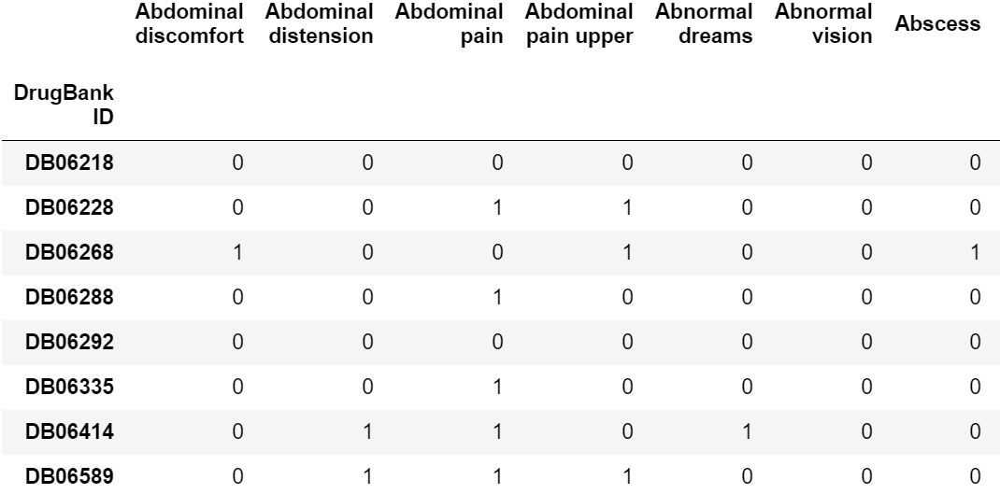 Abdominal discomfort Abdominal distension Abdominal pain Abdominal pain upper Abnormal dreams Abnormal vision Abscess
DrugBank ID
DB06218 0 0 0 0 0 0 0
DB06228 0 0 1 1 0 0 0
DB06268 1 0 0 1 0 0 1
DB06288 0 0 1 0 0 0 0
DB06292 0 0 0 0 0 0 0
DB06335 0 0 1 0 0 0 0
DB06414 0 1 1 0 1 0 0
DB06589 0 1 1 1 0 0 0